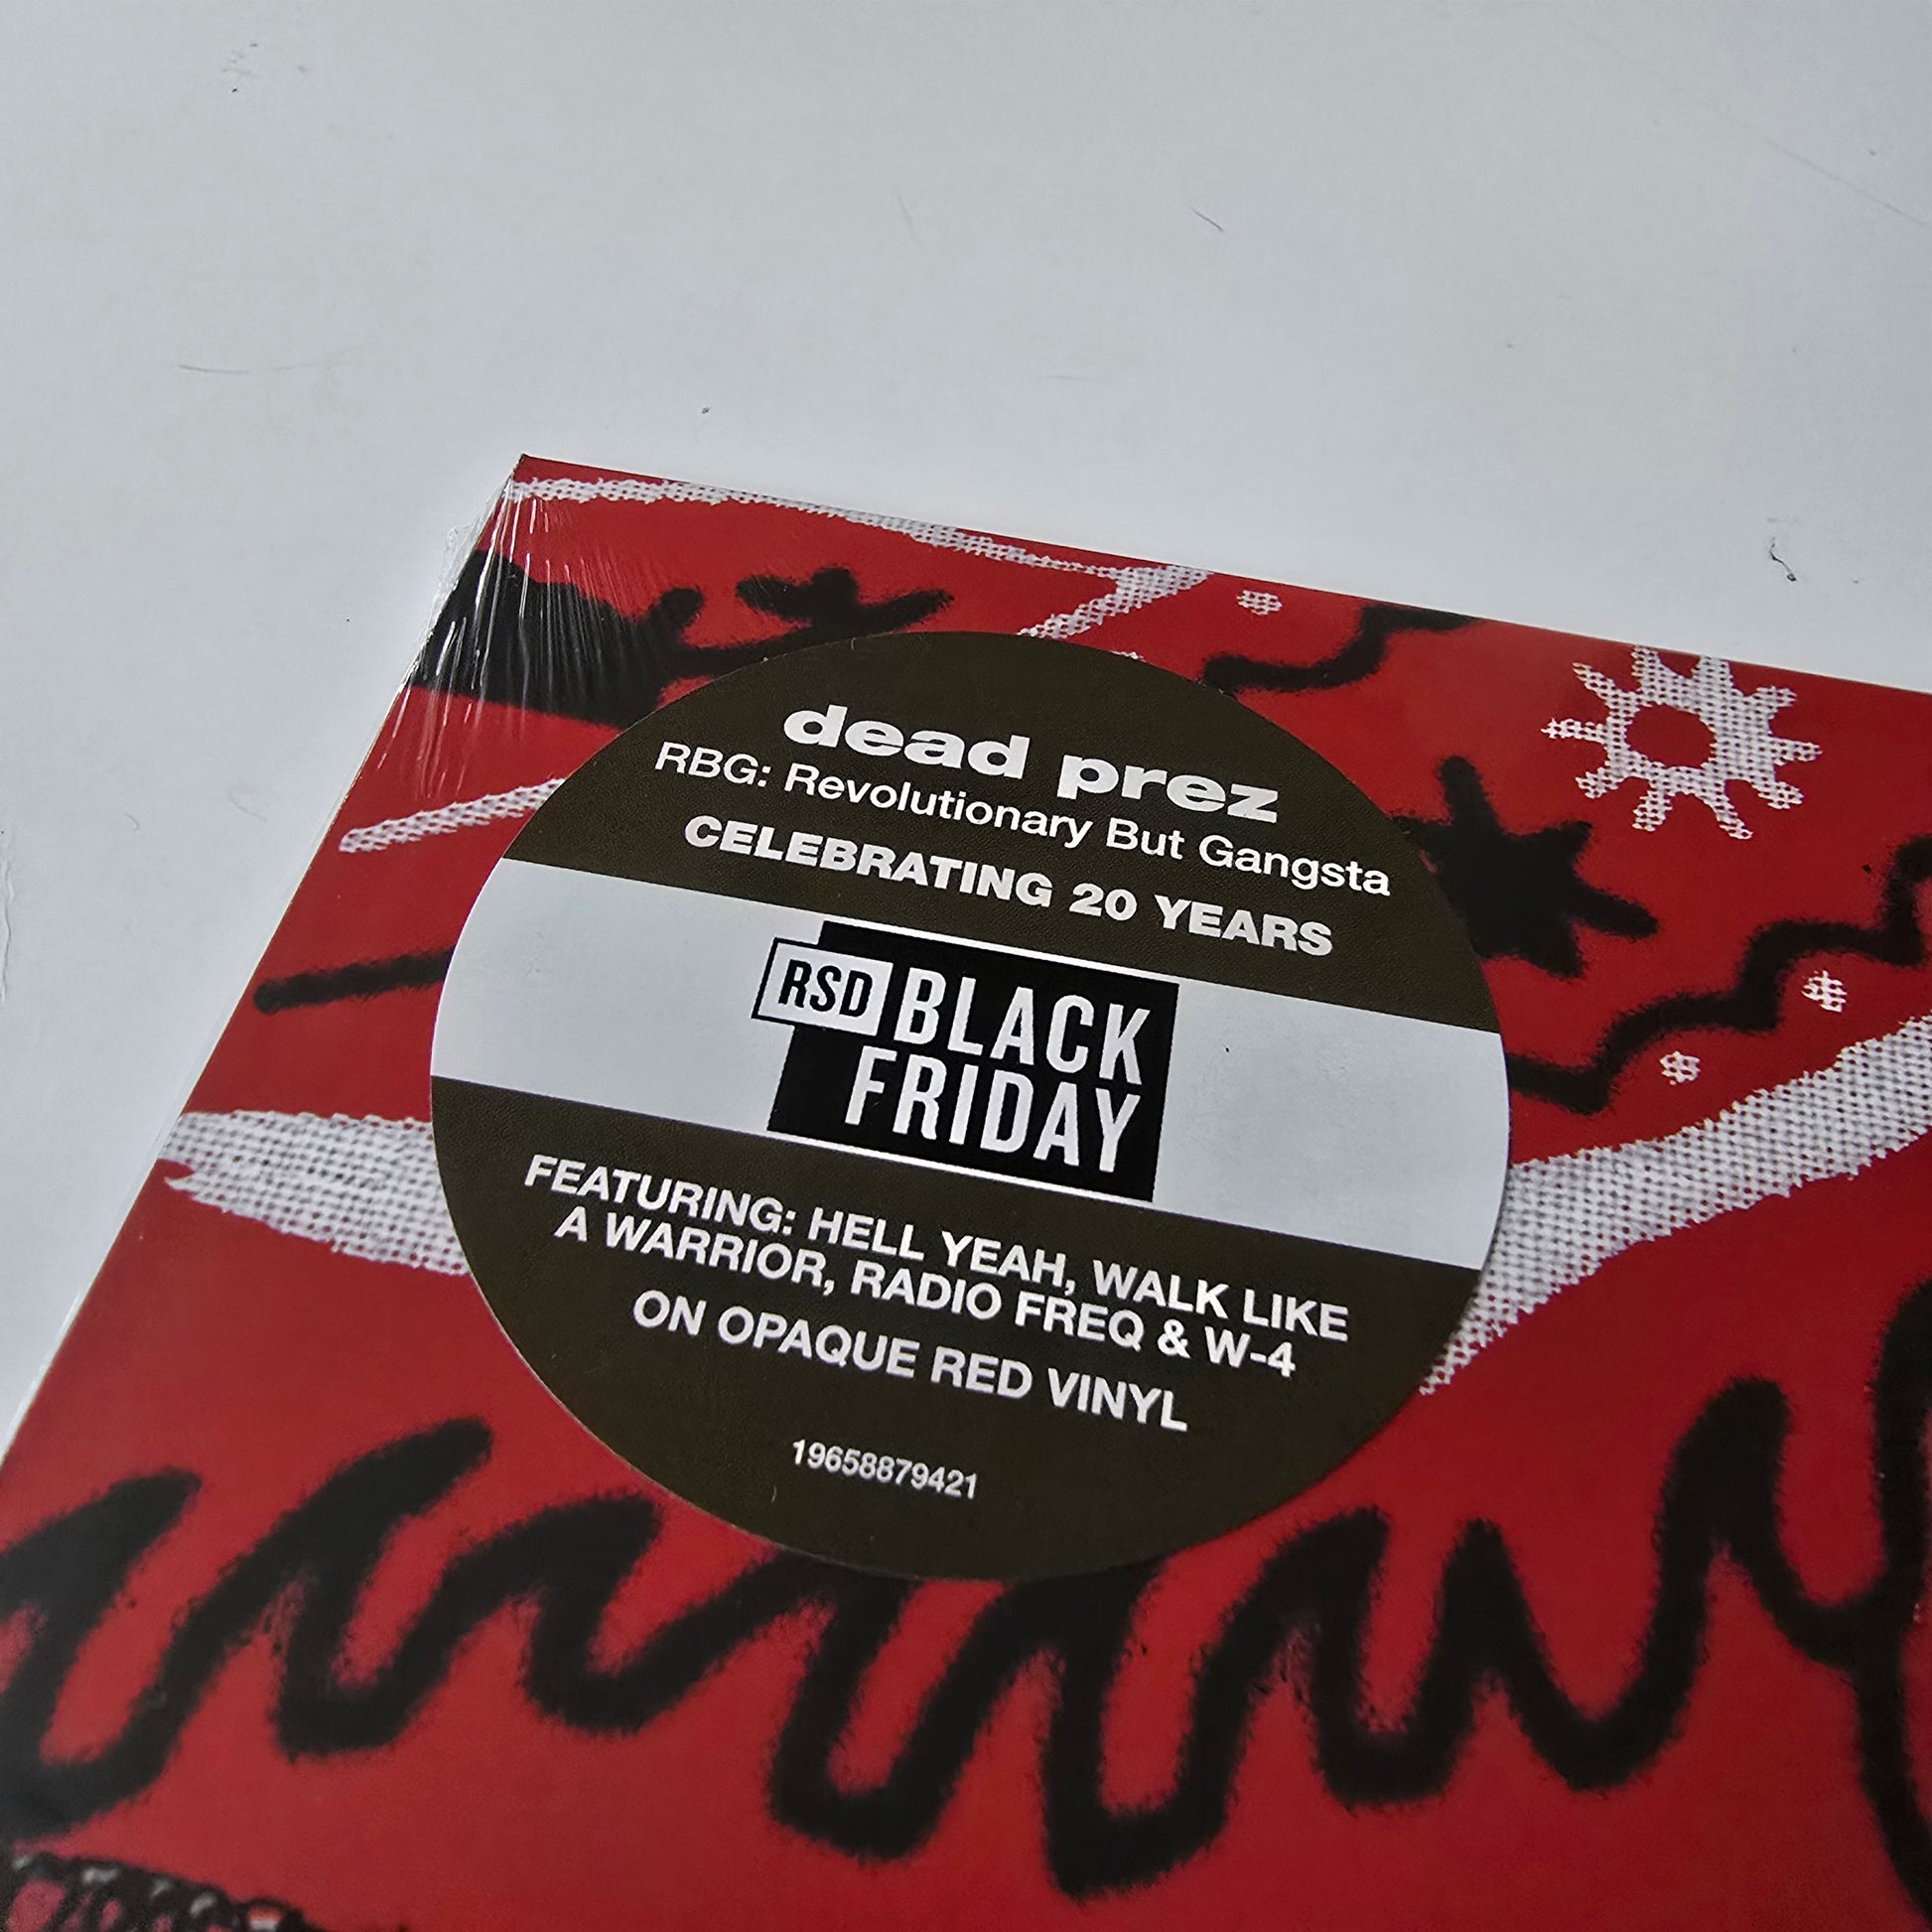 dead prez
RBG: Revolutionary But Gangsta
CELEBRATING 20 YEARS
RSD BLACK
FRIDAY
FEATURING: HELL YEAH, WALK LIKE
A WARRIOR, RADIO FREQ & W-4
ON OPAQUE RED VINYL
19658879421